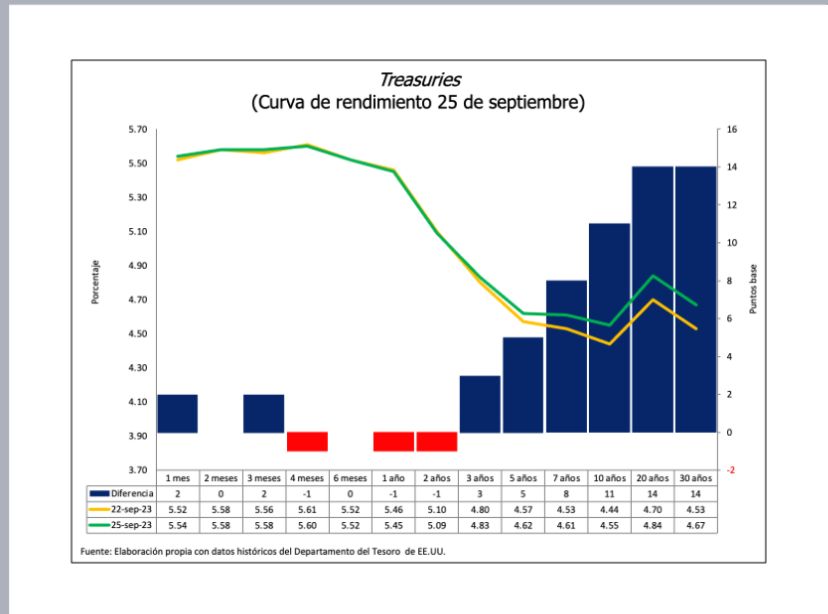 Treasuries
(Curva de rendimiento 25 de septiembre)
5.70
5.50
5.30
5.10
4.90
4.70
4.50
4.30
4.10
3.90
3.70
Porcentaje
16
14
12
10
8
6
4
2
0
-2
Puntos base
1 mes 2 meses 3 meses 4 meses 6 meses 1 año 2 años 3 años 5 años 7 años 10 años 20 años 30 años
Diferencia 2 0 2 -1 0 -1 -1 3 5 8 11 14 14
22-sep-23 5.52 5.58 5.56 5.61 5.52 5.46 5.10 4.80 4.57 4.53 4.44 4.70 4.53
25-sep-23 5.54 5.58 5.58 5.60 5.52 5.45 5.09 4.83 4.62 4.61 4.55 4.84 4.67
Fuente: Elaboración propia con datos históricos del Departamento del Tesoro de EE.UU.